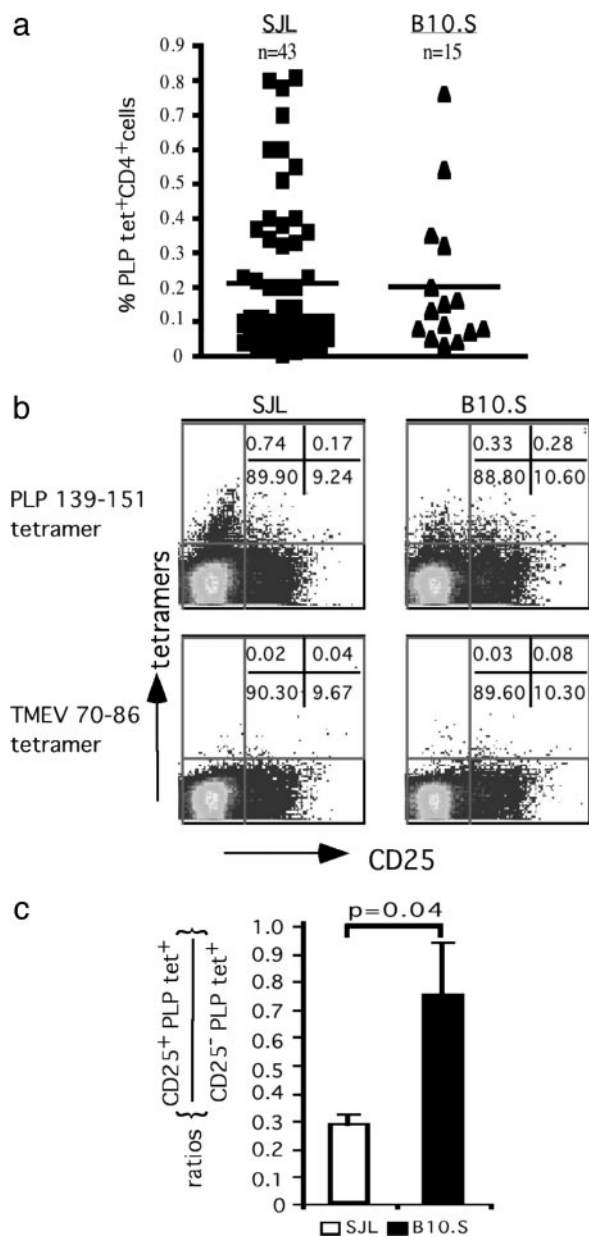 a
SJL B10.S
n=43 n=15
% PLP tet+CD4+cells
0.9
0.8
0.7
0.6
0.5
0.4
0.3
0.2
0.1
0
b
SJL B10.S
PLP 139-151
tetramer
0.74 0.17
89.90 9.24
0.33 0.28
88.80 10.60
tetramers
TMEV 70-86
tetramer
0.02 0.04
90.30 9.67
0.03 0.08
89.60 10.30
CD25
c
p=0.04
ratios
CD25+ PLP tet+
CD25- PLP tet+
1.0
0.9
0.8
0.7
0.6
0.5
0.4
0.3
0.2
0.1
0
SJL B10.S